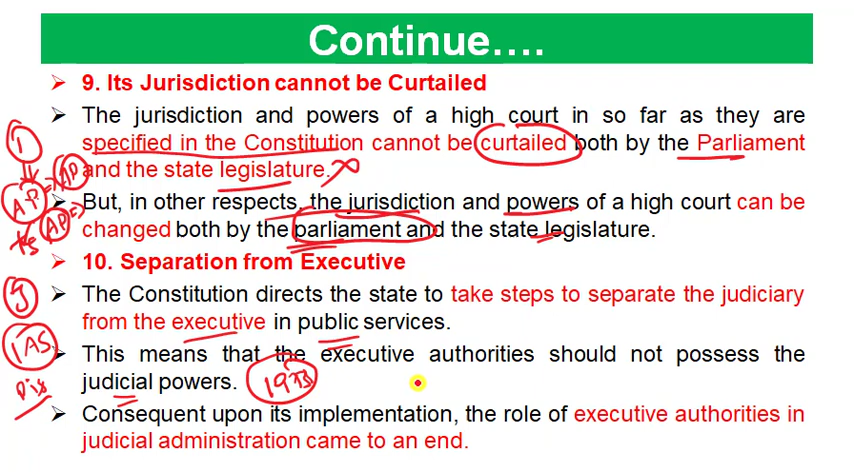 Continue….
➢ 9. Its Jurisdiction cannot be Curtailed
➢ The jurisdiction and powers of a high court in so far as they are
specified in the Constitution cannot be curtailed both by the Parliament
and the state legislature.
➢ But, in other respects, the jurisdiction and powers of a high court can be
changed both by the parliament and the state legislature.
➢ 10. Separation from Executive
➢ The Constitution directs the state to take steps to separate the judiciary
from the executive in public services.
➢ This means that the executive authorities should not possess the
judicial powers.
➢ Consequent upon its implementation, the role of executive authorities in
judicial administration came to an end.
AP
AP
AP
J
IAS